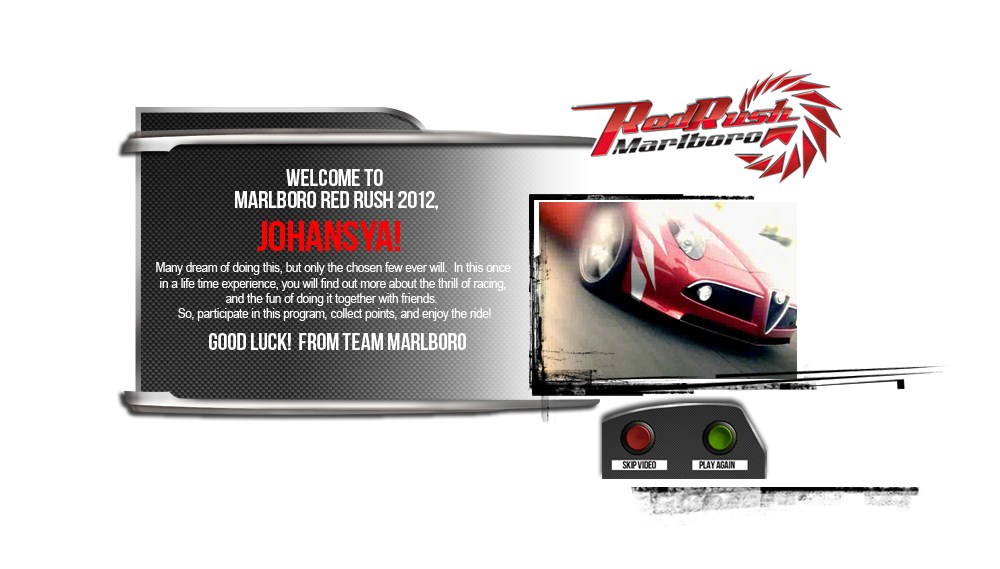 RedRush
Marlboro
WELCOME TO
MARLBORO RED RUSH 2012,
JOHANSYA!
Many dream of doing this, but only the chosen few ever will. In this once
in a life time experience, you will find out more about the thrill of racing,
and the fun of doing it together with friends.
So, participate in this program, collect points, and enjoy the ride!
GOOD LUCK! FROM TEAM MARLBORO
SKIP VIDEO
PLAY AGAIN